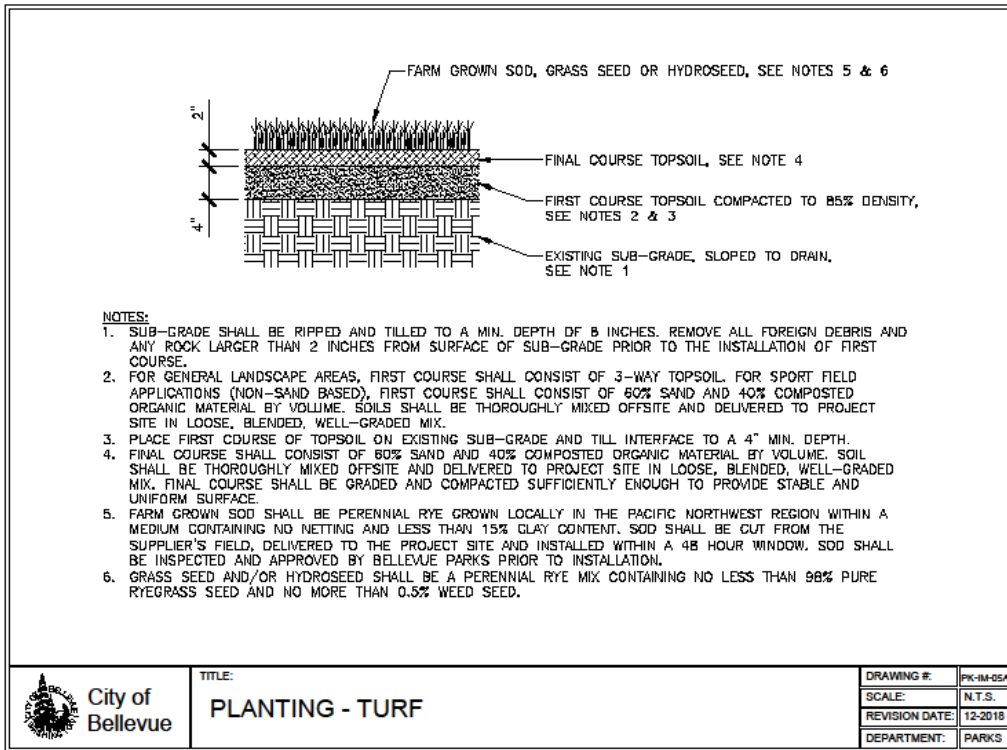 FARM GROWN SOD, GRASS SEED OR HYDROSEED, SEE NOTES 5 & 6
2"
FINAL COURSE TOPSOIL, SEE NOTE 4
FIRST COURSE TOPSOIL COMPACTED TO 85% DENSITY,
SEE NOTES 2 & 3
4"
EXISTING SUB-GRADE, SLOPED TO DRAIN,
SEE NOTE 1
NOTES:
1. SUB-GRADE SHALL BE RIPPED AND TILLED TO A MIN. DEPTH OF 8 INCHES. REMOVE ALL FOREIGN DEBRIS AND
ANY ROCK LARGER THAN 2 INCHES FROM SURFACE OF SUB-GRADE PRIOR TO THE INSTALLATION OF FIRST
COURSE.
2. FOR GENERAL LANDSCAPE AREAS, FIRST COURSE SHALL CONSIST OF 3-WAY TOPSOIL. FOR SPORT FIELD
APPLICATIONS (NON-SAND BASED), FIRST COURSE SHALL CONSIST OF 60% SAND AND 40% COMPOSTED
ORGANIC MATERIAL BY VOLUME. SOILS SHALL BE THOROUGHLY MIXED OFFSITE AND DELIVERED TO PROJECT
SITE IN LOOSE, BLENDED, WELL-GRADED MIX.
3. PLACE FIRST COURSE OF TOPSOIL ON EXISTING SUB-GRADE AND TILL INTERFACE TO A 4" MIN. DEPTH.
4. FINAL COURSE SHALL CONSIST OF 60% SAND AND 40% COMPOSTED ORGANIC MATERIAL BY VOLUME. SOIL
SHALL BE THOROUGHLY MIXED OFFSITE AND DELIVERED TO PROJECT SITE IN LOOSE, BLENDED, WELL-GRADED
MIX. FINAL COURSE SHALL BE GRADED AND COMPACTED SUFFICIENTLY ENOUGH TO PROVIDE STABLE AND
UNIFORM SURFACE.
5. FARM GROWN SOD SHALL BE PERENNIAL RYE GROWN LOCALLY IN THE PACIFIC NORTHWEST REGION WITHIN A
MEDIUM CONTAINING NO NETTING AND LESS THAN 15% CLAY CONTENT. SOD SHALL BE CUT FROM THE
SUPPLIER'S FIELD, DELIVERED TO THE PROJECT SITE AND INSTALLED WITHIN A 48 HOUR WINDOW. SOD SHALL
BE INSPECTED AND APPROVED BY BELLEVUE PARKS PRIOR TO INSTALLATION.
6. GRASS SEED AND/OR HYDROSEED SHALL BE A PERENNIAL RYE MIX CONTAINING NO LESS THAN 98% PURE
RYEGRASS SEED AND NO MORE THAN 0.5% WEED SEED.
City of
Bellevue
TITLE:
PLANTING - TURF
DRAWING #: PK-IM-05A
SCALE: N.T.S.
REVISION DATE: 12-2018
DEPARTMENT: PARKS